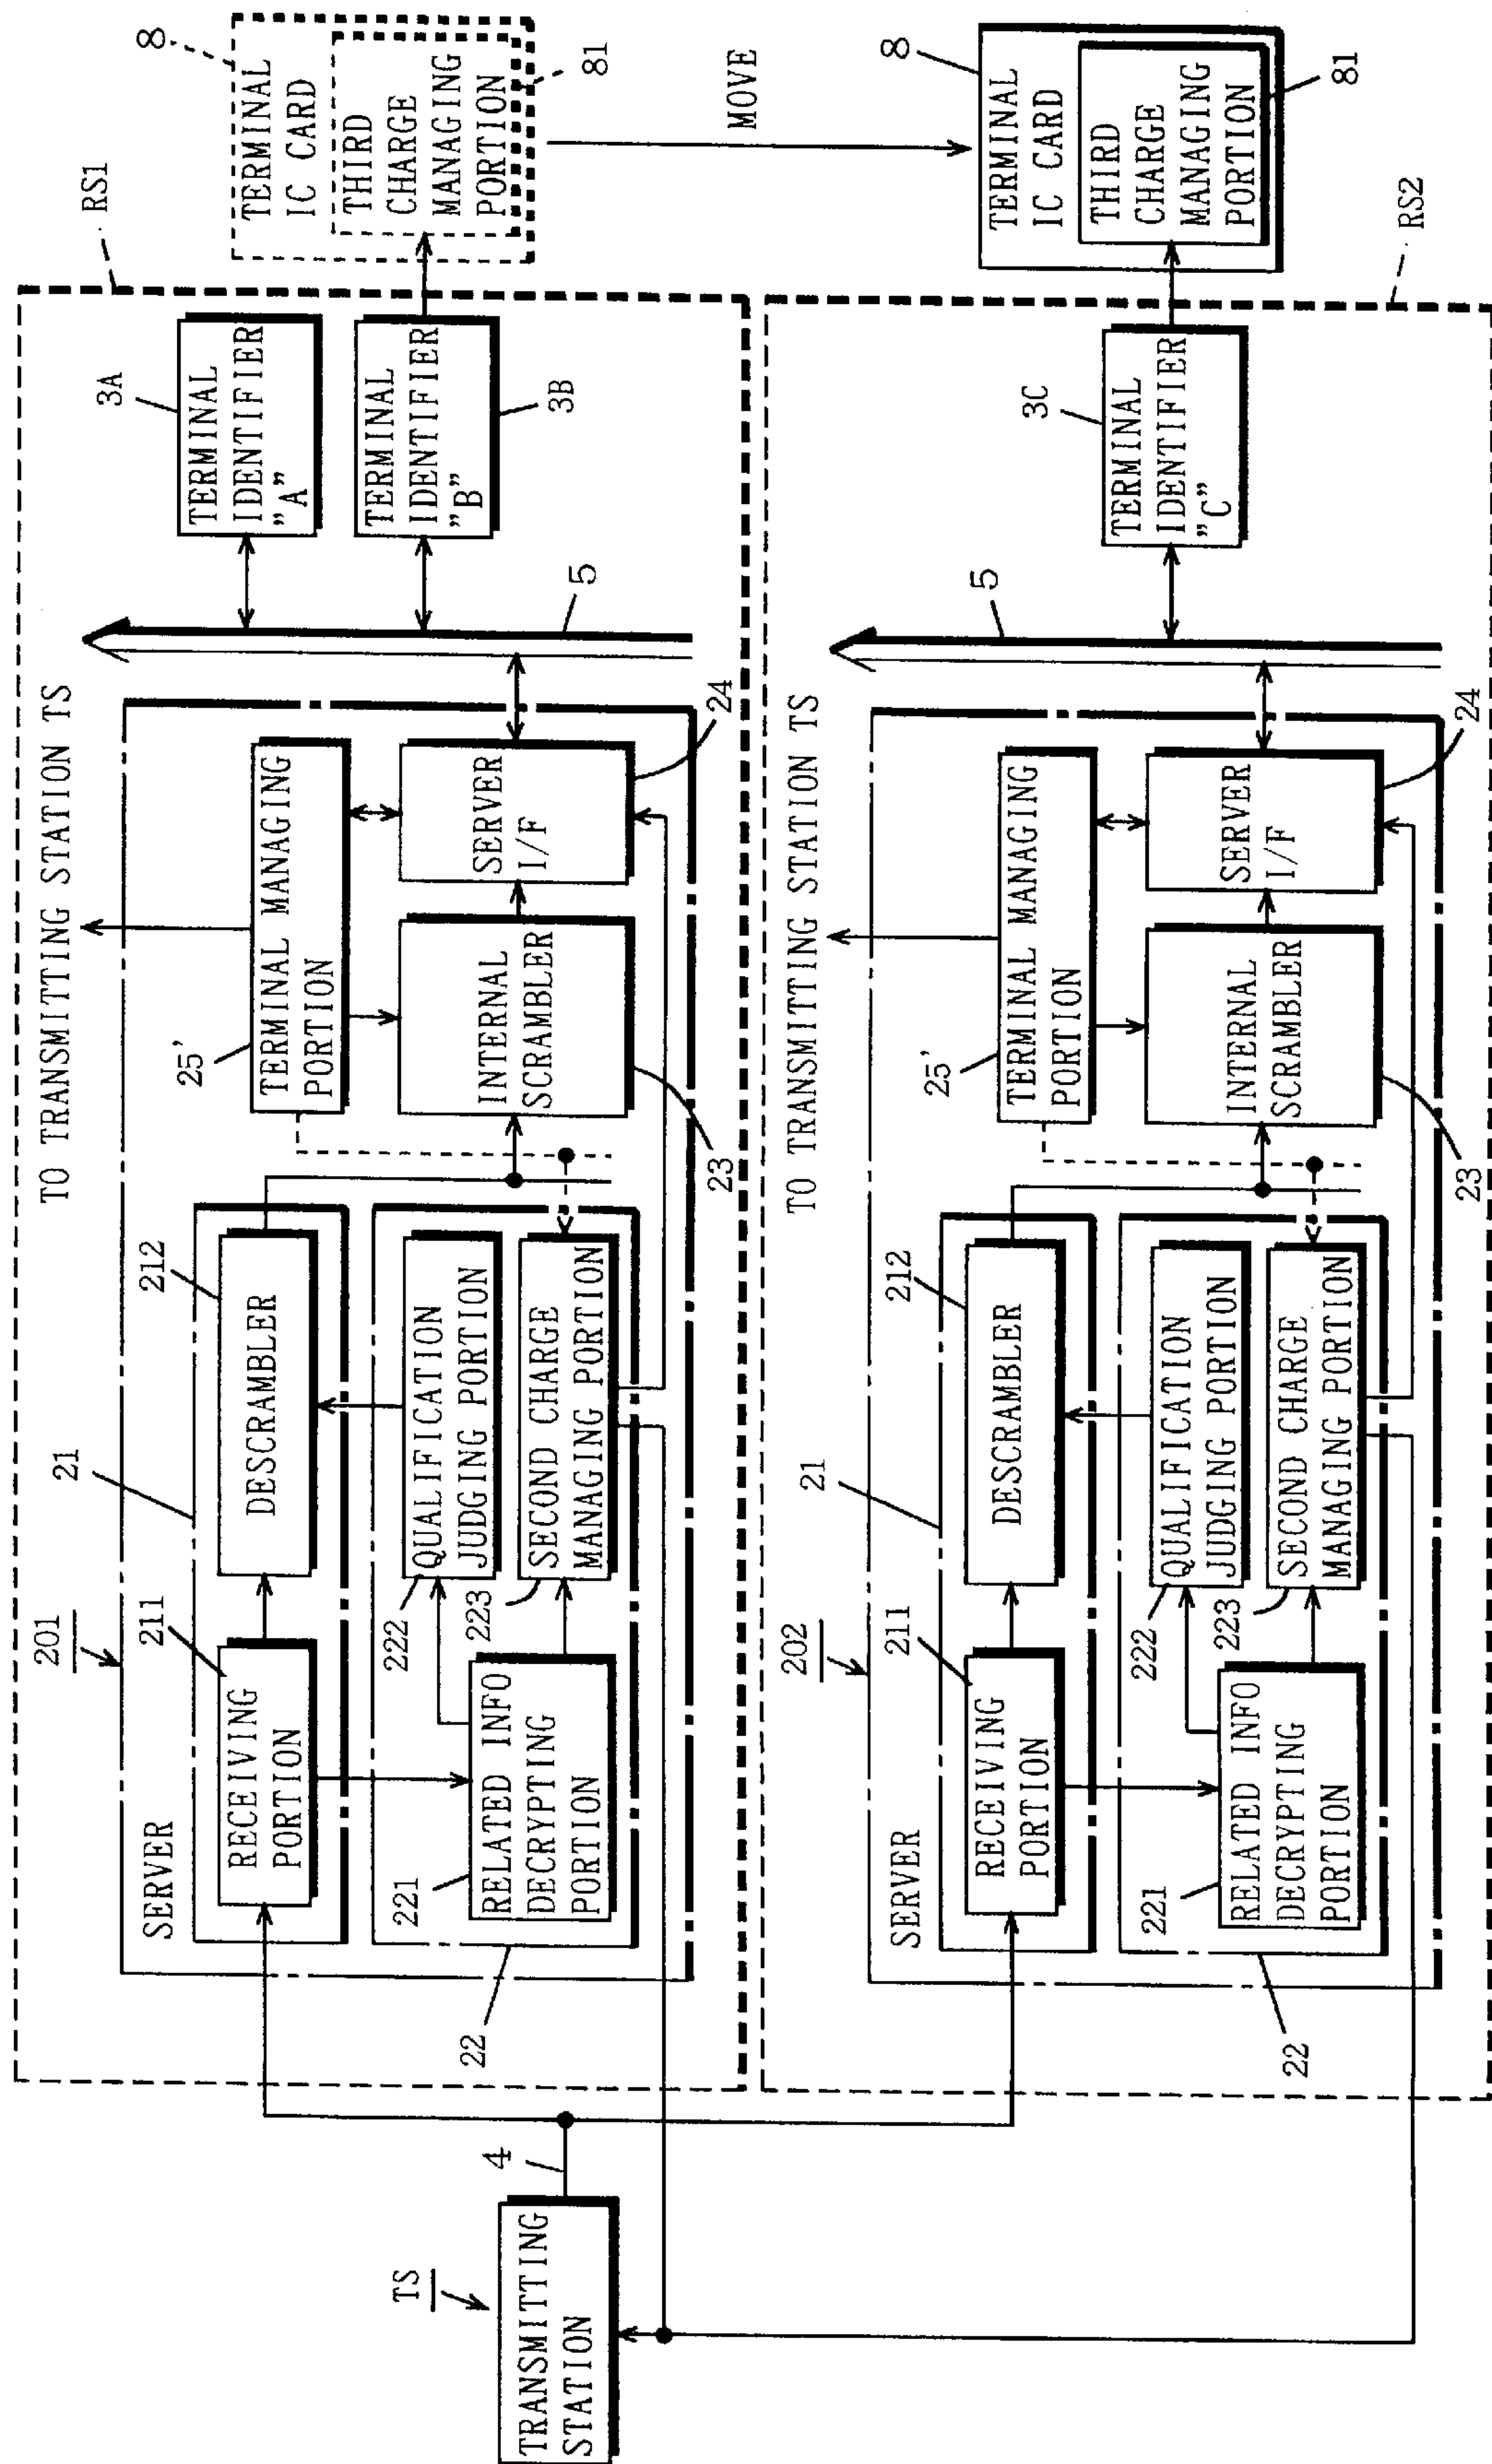 TS
TRANSMITTING
STATION
4
TO TRANSMITTING STATION TS
RS1
201
SERVER
21
211
RECEIVING
PORTION
212
DESCRAMBLER
22
221
RELATED INFO
DECRYPTING
PORTION
222
QUALIFICATION
JUDGING PORTION
223
SECOND CHARGE
MANAGING PORTION
25'
TERMINAL MANAGING
PORTION
INTERNAL
SCRAMBLER
23
SERVER
I/F
24
5
3A
TERMINAL
IDENTIFIER
"A"
TERMINAL
IDENTIFIER
"B"
3B
8
TERMINAL
IC CARD
THIRD
CHARGE
MANAGING
PORTION
81
MOVE
TO TRANSMITTING STATION TS
RS2
202
SERVER
21
211
RECEIVING
PORTION
212
DESCRAMBLER
22
221
RELATED INFO
DECRYPTING
PORTION
222
QUALIFICATION
JUDGING PORTION
223
SECOND CHARGE
MANAGING PORTION
25'
TERMINAL MANAGING
PORTION
INTERNAL
SCRAMBLER
23
SERVER
I/F
24
5
3C
TERMINAL
IDENTIFIER
"C"
8
TERMINAL
IC CARD
THIRD
CHARGE
MANAGING
PORTION
81